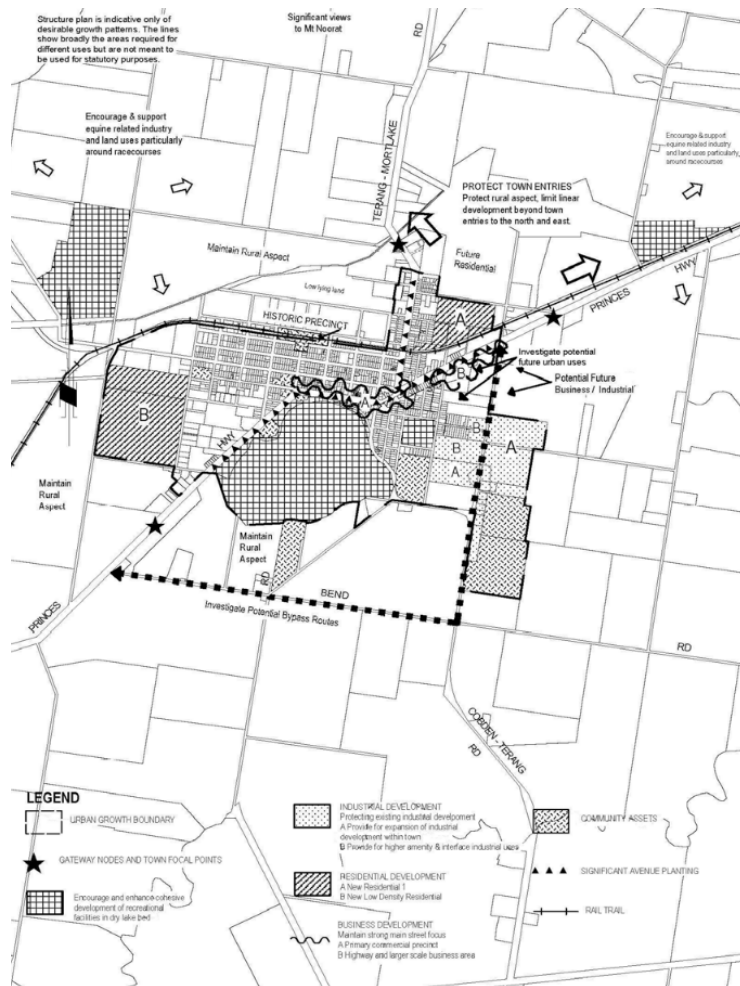 Structure plan is indicative only of
desirable growth patterns. The lines
show broadly the areas required for
different uses but are not meant to
be used for statutory purposes.
Significant views
to Mt Noorat
RD
Encourage & support
equine related industry
and land uses particularly
around racecourses
Encourage & support
equine related industry
and land uses particularly,
around racecourses
TERANG - MORTLAKE
PROTECT TOWN ENTRIES
Protect rural aspect, limit linear
development beyond town
entries to the north and east.
Maintain Rural Aspect
Future
Residential
Low lying land
HWY
PRINCES
HISTORIC PRECINCT
A
Investigate potential
future urban uses
B
Potential Future
Business / Industrial
A
B
HWY
B
B
A
A
Maintain
Rural
Aspect
Maintain
Rural
Aspect
RD
BEND
Investigate Potential Bypass Routes
PRINCES
RD
COBDEN - TERANG
RD
LEGEND
URBAN GROWTH BOUNDARY
GATEWAY NODES AND TOWN FOCAL POINTS
Encourage and enhance cohesive
development of recreational
facilities in dry lake bed
INDUSTRIAL DEVELOPMENT
Protecting existing industrial development
A Provide for expansion of industrial
development within town
B Provide for higher amenity & interface industrial uses
RESIDENTIAL DEVELOPMENT
A New Residential 1
B New Low Density Residential
BUSINESS DEVELOPMENT
Maintain strong main street focus
A Primary commercial precinct
B Highway and larger scale business area
COMMUNITY ASSETS
SIGNIFICANT AVENUE PLANTING
RAIL TRAIL